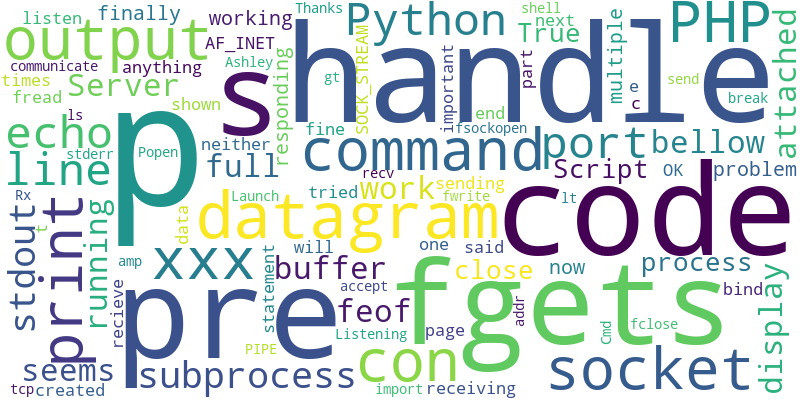 listen finally working Python Thanks shell next PHP
output AF_INET True
communicate anything Ashley handle multiple attached
times Server s responding SOCK_STREAM gt important part send
fread shown e c break
echo ls p neither fine end fsockopen port bellow
line stderr Popen full tried command Script OK problem
Rx Launch recv work sending fwrite lt code
stdout print t running data datagram
xxx amp statement will one said now process
buffer close bind display
recieve pre accept feof page addr fgets Cmd fclose
Listening
seems PIPE con socket
tcp created subprocess import receiving